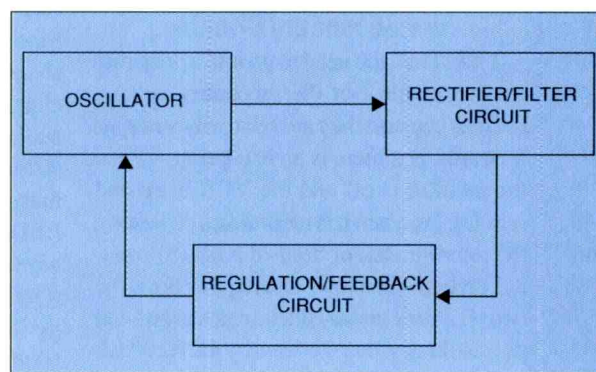 OSCILLATOR
RECTIFIER/FILTER
CIRCUIT
REGULATION/FEEDBACK
CIRCUIT